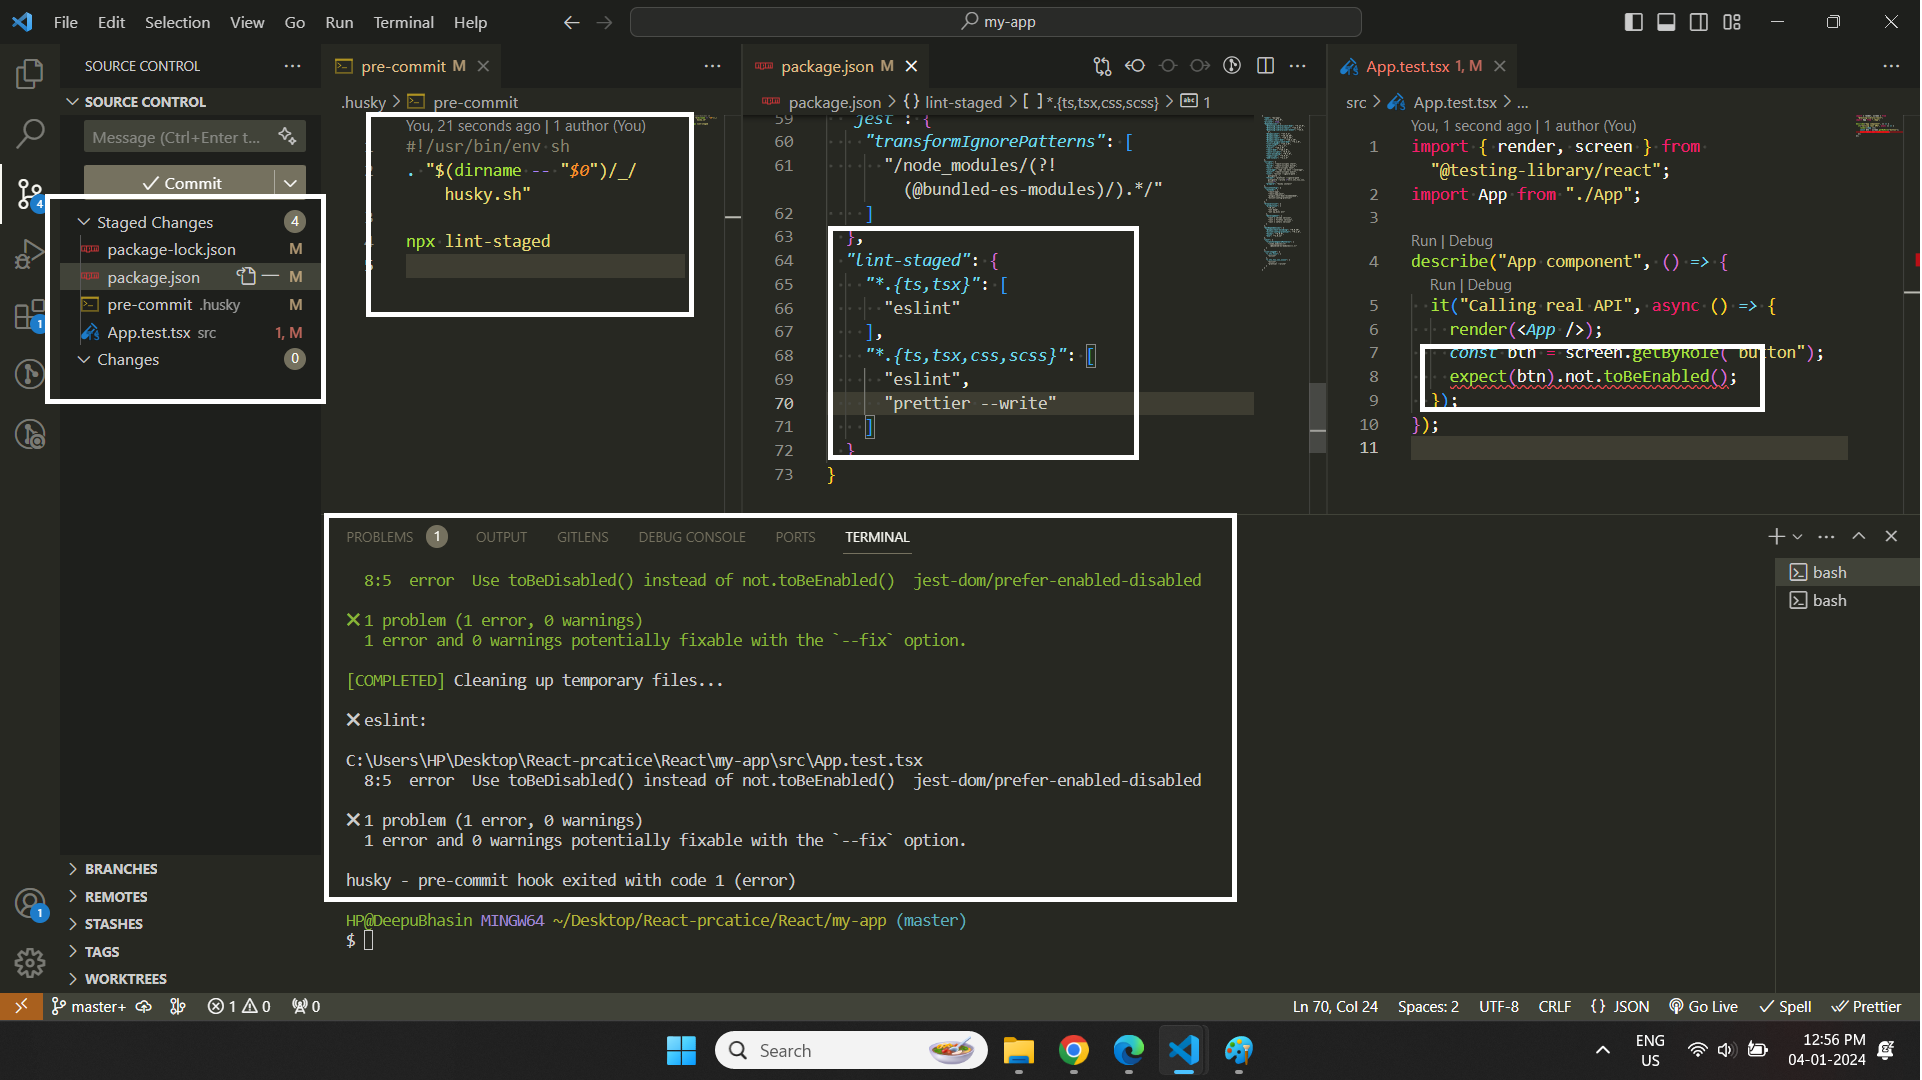 File Edit Selection View Go Run Terminal Help
my-app
SOURCE CONTROL
SOURCE CONTROL
Message (Ctrl+Enter t...
Commit
4
Staged Changes 4
package-lock.json M
package.json M
pre-commit .husky M
App.test.tsx src 1, M
Changes 0
1
BRANCHES
REMOTES
STASHES
TAGS
WORKTREES
1
pre-commit M
.husky > pre-commit
You, 21 seconds ago | 1 author (You)
#!/usr/bin/env sh
. "$(dirname -- "$0")/_/
husky.sh"
npx lint-staged
package.json M
package.json > {} lint-staged > [ ] *.{ts,tsx,css,scss} > abc 1
59 "jest": {
60 "transformIgnorePatterns": [
61 "/node_modules/(?!
(@bundled-es-modules)/).*/"
62 ]
63 },
64 "lint-staged": {
65 "*.{ts,tsx}": [
66 "eslint"
67 ],
68 "*.{ts,tsx,css,scss}": [
69 "eslint",
70 "prettier --write"
71 ]
72 }
73 }
App.test.tsx 1, M
src > App.test.tsx > ...
You, 1 second ago | 1 author (You)
1 import { render, screen } from
"@testing-library/react";
2 import App from "./App";
3
Run | Debug
4 describe("App component", () => {
Run | Debug
5 it("Calling real API", async () => {
6 render(<App />);
7 const btn = screen.getByRole("button");
8 expect(btn).not.toBeEnabled();
9 });
10 });
11
PROBLEMS 1 OUTPUT GITLENS DEBUG CONSOLE PORTS TERMINAL
8:5 error Use toBeDisabled() instead of not.toBeEnabled() jest-dom/prefer-enabled-disabled
✕ 1 problem (1 error, 0 warnings)
1 error and 0 warnings potentially fixable with the `--fix` option.
[COMPLETED] Cleaning up temporary files...
✕ eslint:
C:\Users\HP\Desktop\React-prcatice\React\my-app\src\App.test.tsx
8:5 error Use toBeDisabled() instead of not.toBeEnabled() jest-dom/prefer-enabled-disabled
✕ 1 problem (1 error, 0 warnings)
1 error and 0 warnings potentially fixable with the `--fix` option.
husky - pre-commit hook exited with code 1 (error)
HP@DeepuBhasin MINGW64 ~/Desktop/React-prcatice/React/my-app (master)
$
bash
bash
master+ 1 0 0
Ln 70, Col 24 Spaces: 2 UTF-8 CRLF {} JSON Go Live Spell Prettier
Search
ENG
US
12:56 PM
04-01-2024